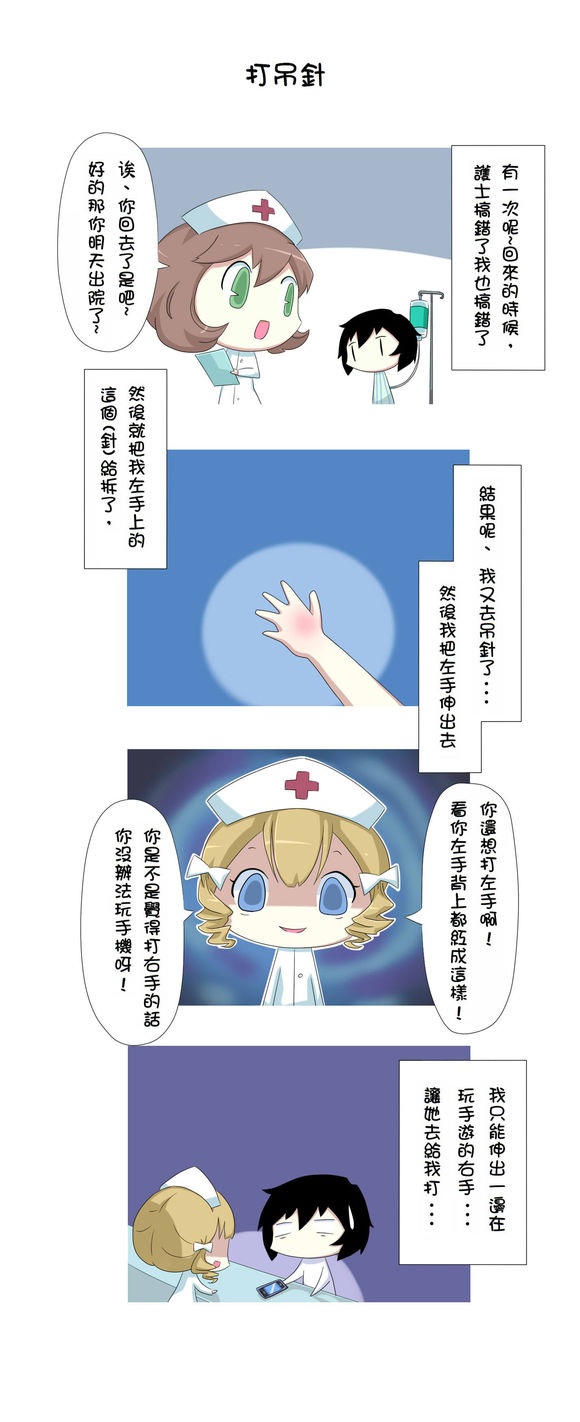 打吊針
有一次呢~回來的時候，
護士搞錯了我也搞錯了
诶、你回去了是吧~
好的那你明天出院了~
然後就把我左手上的
這個(針)給拆了，
結果呢、我又去吊針了...
然後我把左手伸出去
你還想打左手啊！
看你左手背上都紅成這樣！
你是不是覺得打右手的話
你沒辦法玩手機呀！
我只能伸出一邊在
玩手遊的右手...
讓她去給我打...